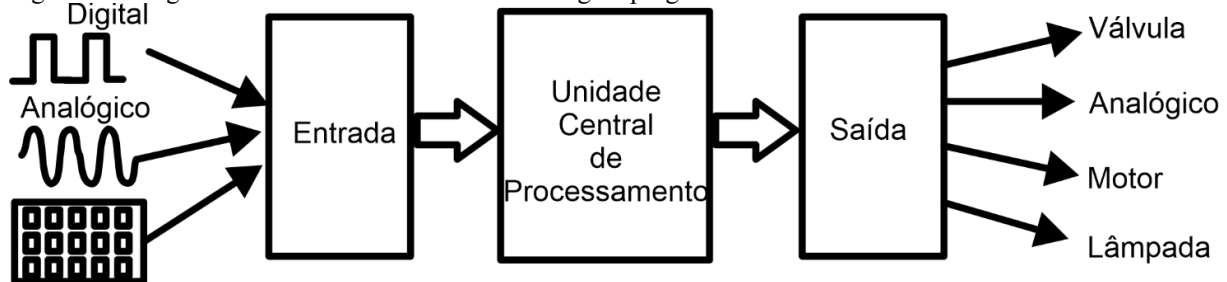 Digital
Analógico
Entrada
Unidade
Central
de
Processamento
Saída
Válvula
Analógico
Motor
Lâmpada